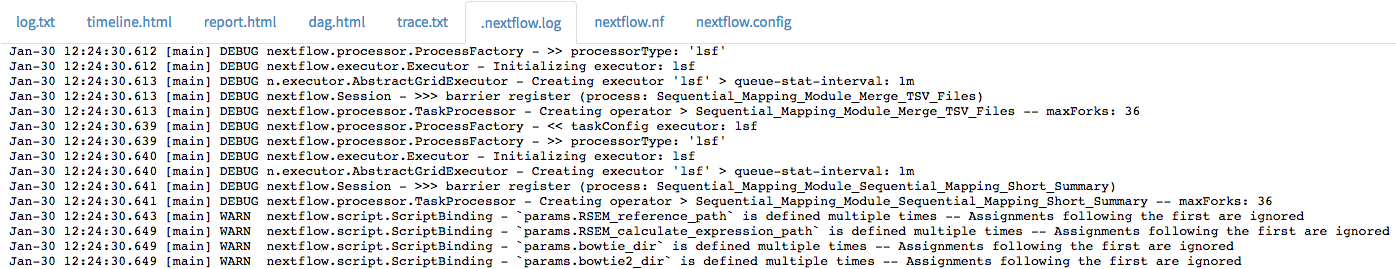 log.txt timeline.html report.html dag.html trace.txt .nextflow.log nextflow.nf nextflow.config
Jan-30 12:24:30.612 [main] DEBUG nextflow.processor.ProcessFactory - >> processorType: 'lsf'
Jan-30 12:24:30.612 [main] DEBUG nextflow.executor.Executor - Initializing executor: lsf
Jan-30 12:24:30.613 [main] DEBUG n.executor.AbstractGridExecutor - Creating executor 'lsf' > queue-stat-interval: 1m
Jan-30 12:24:30.613 [main] DEBUG nextflow.Session - >>> barrier register (process: Sequential_Mapping_Module_Merge_TSV_Files)
Jan-30 12:24:30.613 [main] DEBUG nextflow.processor.TaskProcessor - Creating operator > Sequential_Mapping_Module_Merge_TSV_Files -- maxForks: 36
Jan-30 12:24:30.639 [main] DEBUG nextflow.processor.ProcessFactory - << taskConfig executor: lsf
Jan-30 12:24:30.639 [main] DEBUG nextflow.processor.ProcessFactory - >> processorType: 'lsf'
Jan-30 12:24:30.640 [main] DEBUG nextflow.executor.Executor - Initializing executor: lsf
Jan-30 12:24:30.640 [main] DEBUG n.executor.AbstractGridExecutor - Creating executor 'lsf' > queue-stat-interval: 1m
Jan-30 12:24:30.641 [main] DEBUG nextflow.Session - >>> barrier register (process: Sequential_Mapping_Module_Sequential_Mapping_Short_Summary)
Jan-30 12:24:30.641 [main] DEBUG nextflow.processor.TaskProcessor - Creating operator > Sequential_Mapping_Module_Sequential_Mapping_Short_Summary -- maxForks: 36
Jan-30 12:24:30.643 [main] WARN nextflow.script.ScriptBinding - `params.RSEM_reference_path` is defined multiple times -- Assignments following the first are ignored
Jan-30 12:24:30.649 [main] WARN nextflow.script.ScriptBinding - `params.RSEM_calculate_expression_path` is defined multiple times -- Assignments following the first are ignored
Jan-30 12:24:30.649 [main] WARN nextflow.script.ScriptBinding - `params.bowtie_dir` is defined multiple times -- Assignments following the first are ignored
Jan-30 12:24:30.649 [main] WARN nextflow.script.ScriptBinding - `params.bowtie2_dir` is defined multiple times -- Assignments following the first are ignored